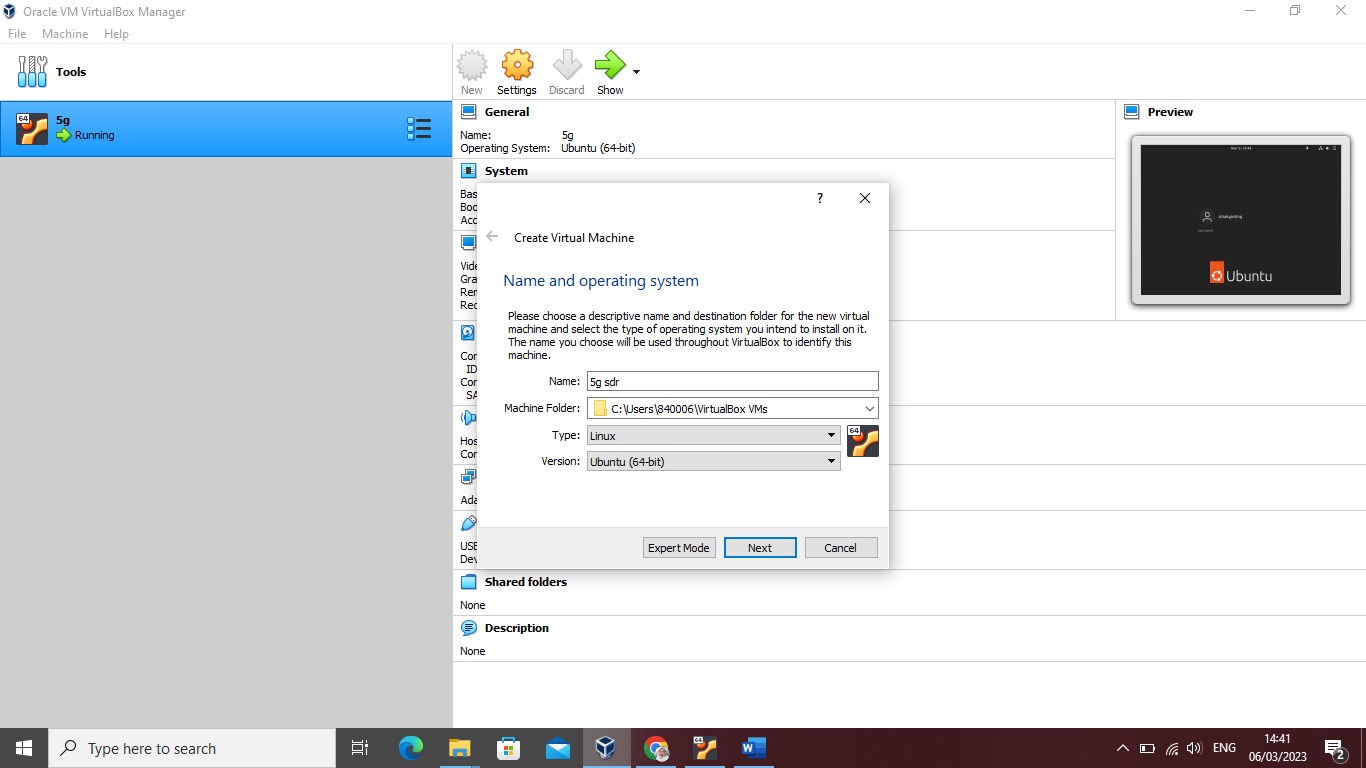 Oracle VM VirtualBox Manager
File Machine Help
Tools
New Settings Discard Show
64 5g
Running
General
Name: 5g
Operating System: Ubuntu (64-bit)
System
Bas
Boo
Acc
Vide
Gra
Rem
Rec
Con
ID
Con
SA
Hos
Con
Ada
USB
Dev
Shared folders
None
Description
None
Preview
Ubuntu
?
Create Virtual Machine
Name and operating system
Please choose a descriptive name and destination folder for the new virtual
machine and select the type of operating system you intend to install on it.
The name you choose will be used throughout VirtualBox to identify this
machine.
Name: 5g sdr
Machine Folder: C:\Users\840006\VirtualBox VMs
Type: Linux
64
Version: Ubuntu (64-bit)
Expert Mode Next Cancel
Type here to search
64
W
ENG
14:41
06/03/2023
2